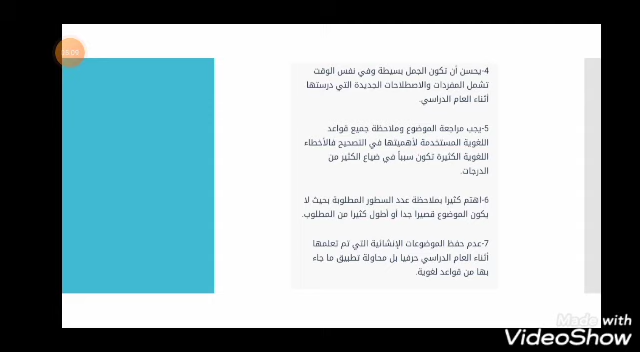 4-يحسن أن تكون الجمل بسيطة وفي نفس الوقت
تشمل المفردات والاصطلاحات الجديدة التي درستها
أثناء العام الدراسي.
5-يجب مراجعة الموضوع وملاحظة جميع قواعد
اللغوية المستخدمة لأهميتها في التصحيح فالأخطاء
اللغوية الكثيرة تكون سبباً في ضياع الكثير من
الدرجات.
6-اهتم كثيرا بملاحظة عدد السطور المطلوبة بحيث لا
يكون الموضوع قصيرا جدا أو أطول كثيرا من المطلوب.
7-عدم حفظ الموضوعات الإنشائية التي تم تعلمها
أثناء العام الدراسي حرفيا بل محاولة تطبيق ما جاء
بها من قواعد لغوية.
Made with
VideoShow